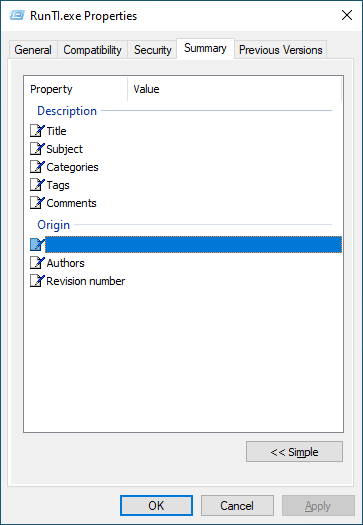 RunTI.exe Properties
General Compatibility Security Summary Previous Versions
Property Value
Description
Title
Subject
Categories
Tags
Comments
Origin
Authors
Revision number
<< Simple
OK Cancel Apply